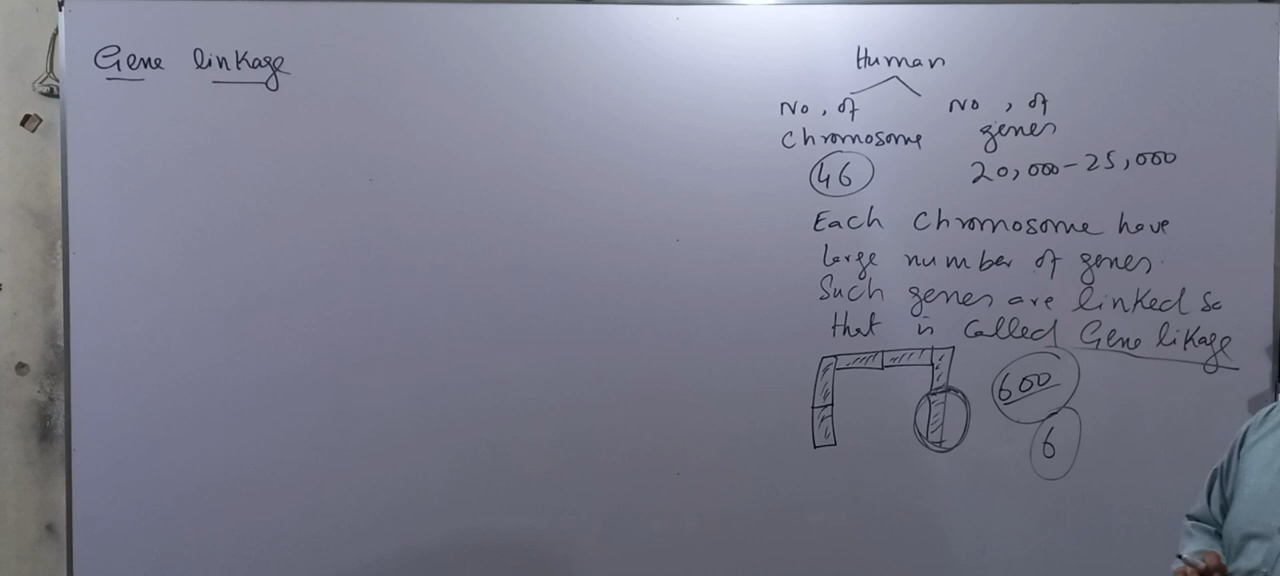 Gene linkage
Human
No, of
chromosome
46
No, of
genes
20,000-25,000
Each chromosome have
large number of genes.
Such genes are linked so
that is called Gene likage
600
6